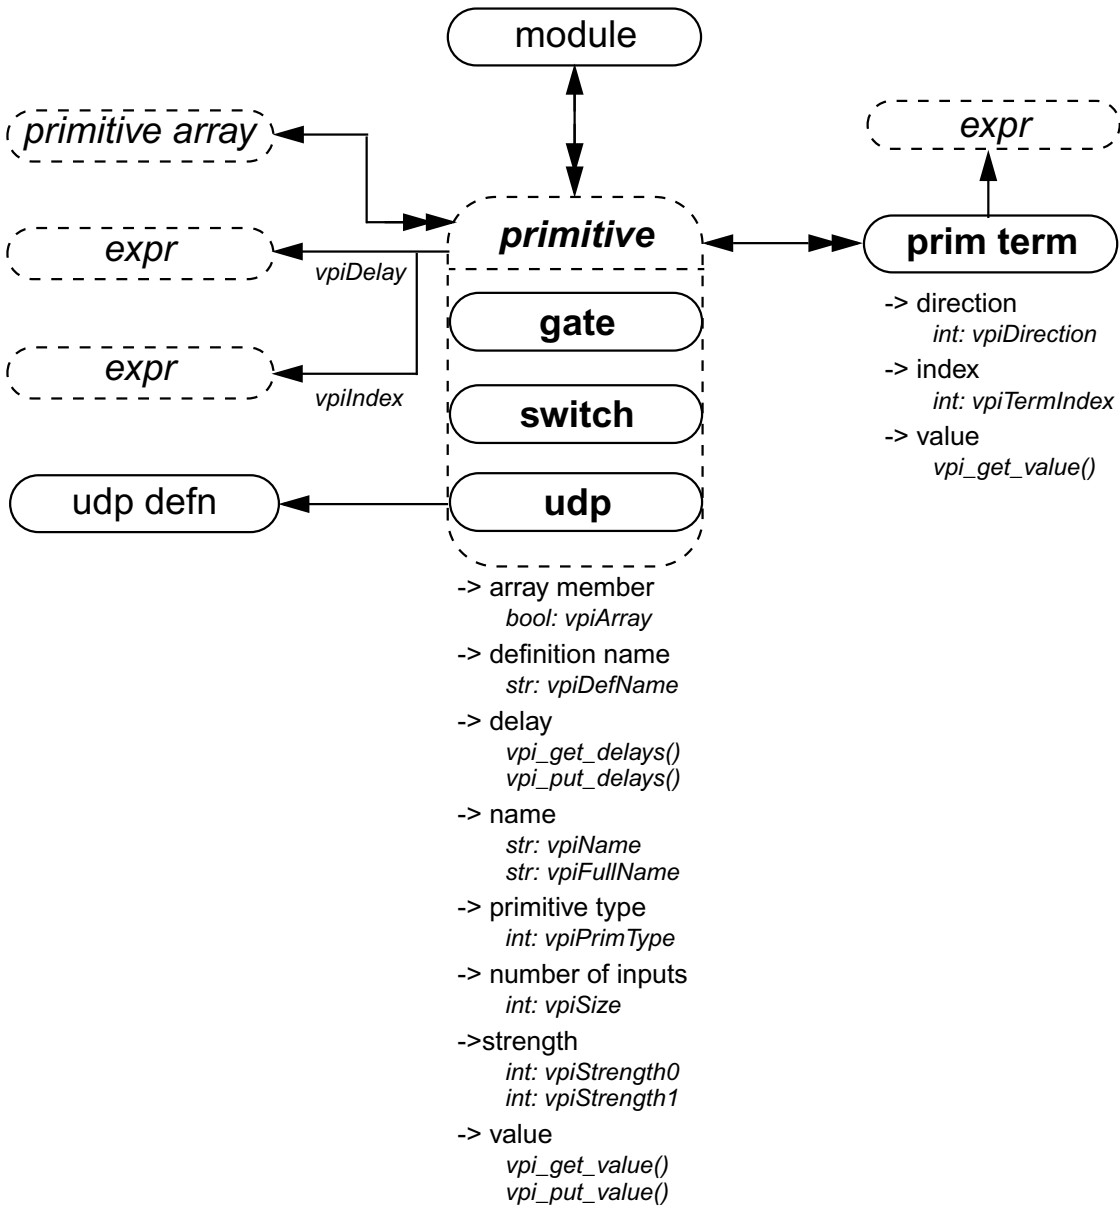 module
primitive array
expr
primitive
prim term
expr
vpiDelay
expr
vpiIndex
gate
switch
udp
udp defn
-> direction
int: vpiDirection
-> index
int: vpiTermIndex
-> value
vpi_get_value()
-> array member
bool: vpiArray
-> definition name
str: vpiDefName
-> delay
vpi_get_delays()
vpi_put_delays()
-> name
str: vpiName
str: vpiFullName
-> primitive type
int: vpiPrimType
-> number of inputs
int: vpiSize
->strength
int: vpiStrength0
int: vpiStrength1
-> value
vpi_get_value()
vpi_put_value()